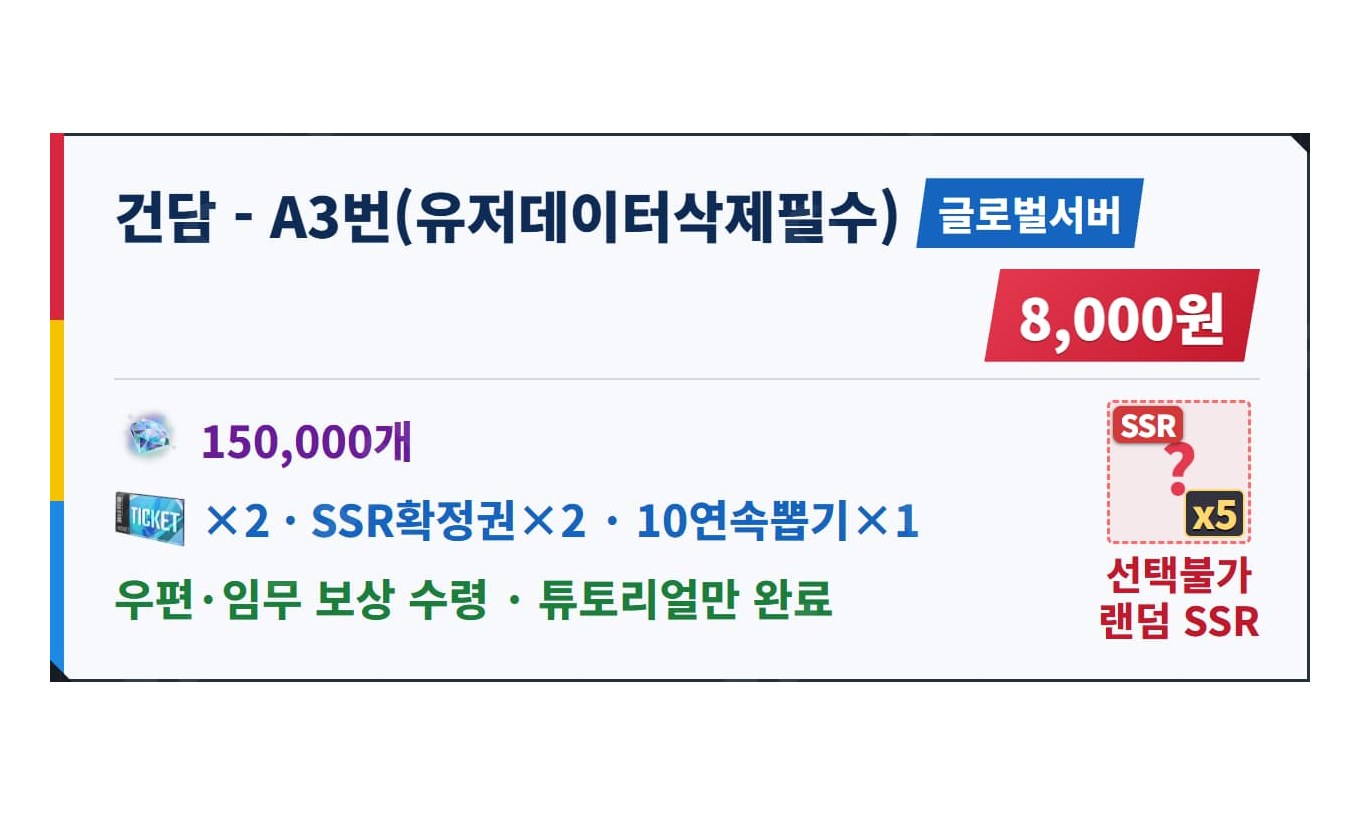 건담 - A3번(유저데이터삭제필수) 글로벌서버
8,000원
150,000개
TICKET ×2 · SSR확정권×2 · 10연속뽑기×1
우편·임무 보상 수령 · 튜토리얼만 완료
SSR
?
x5
선택불가
랜덤 SSR